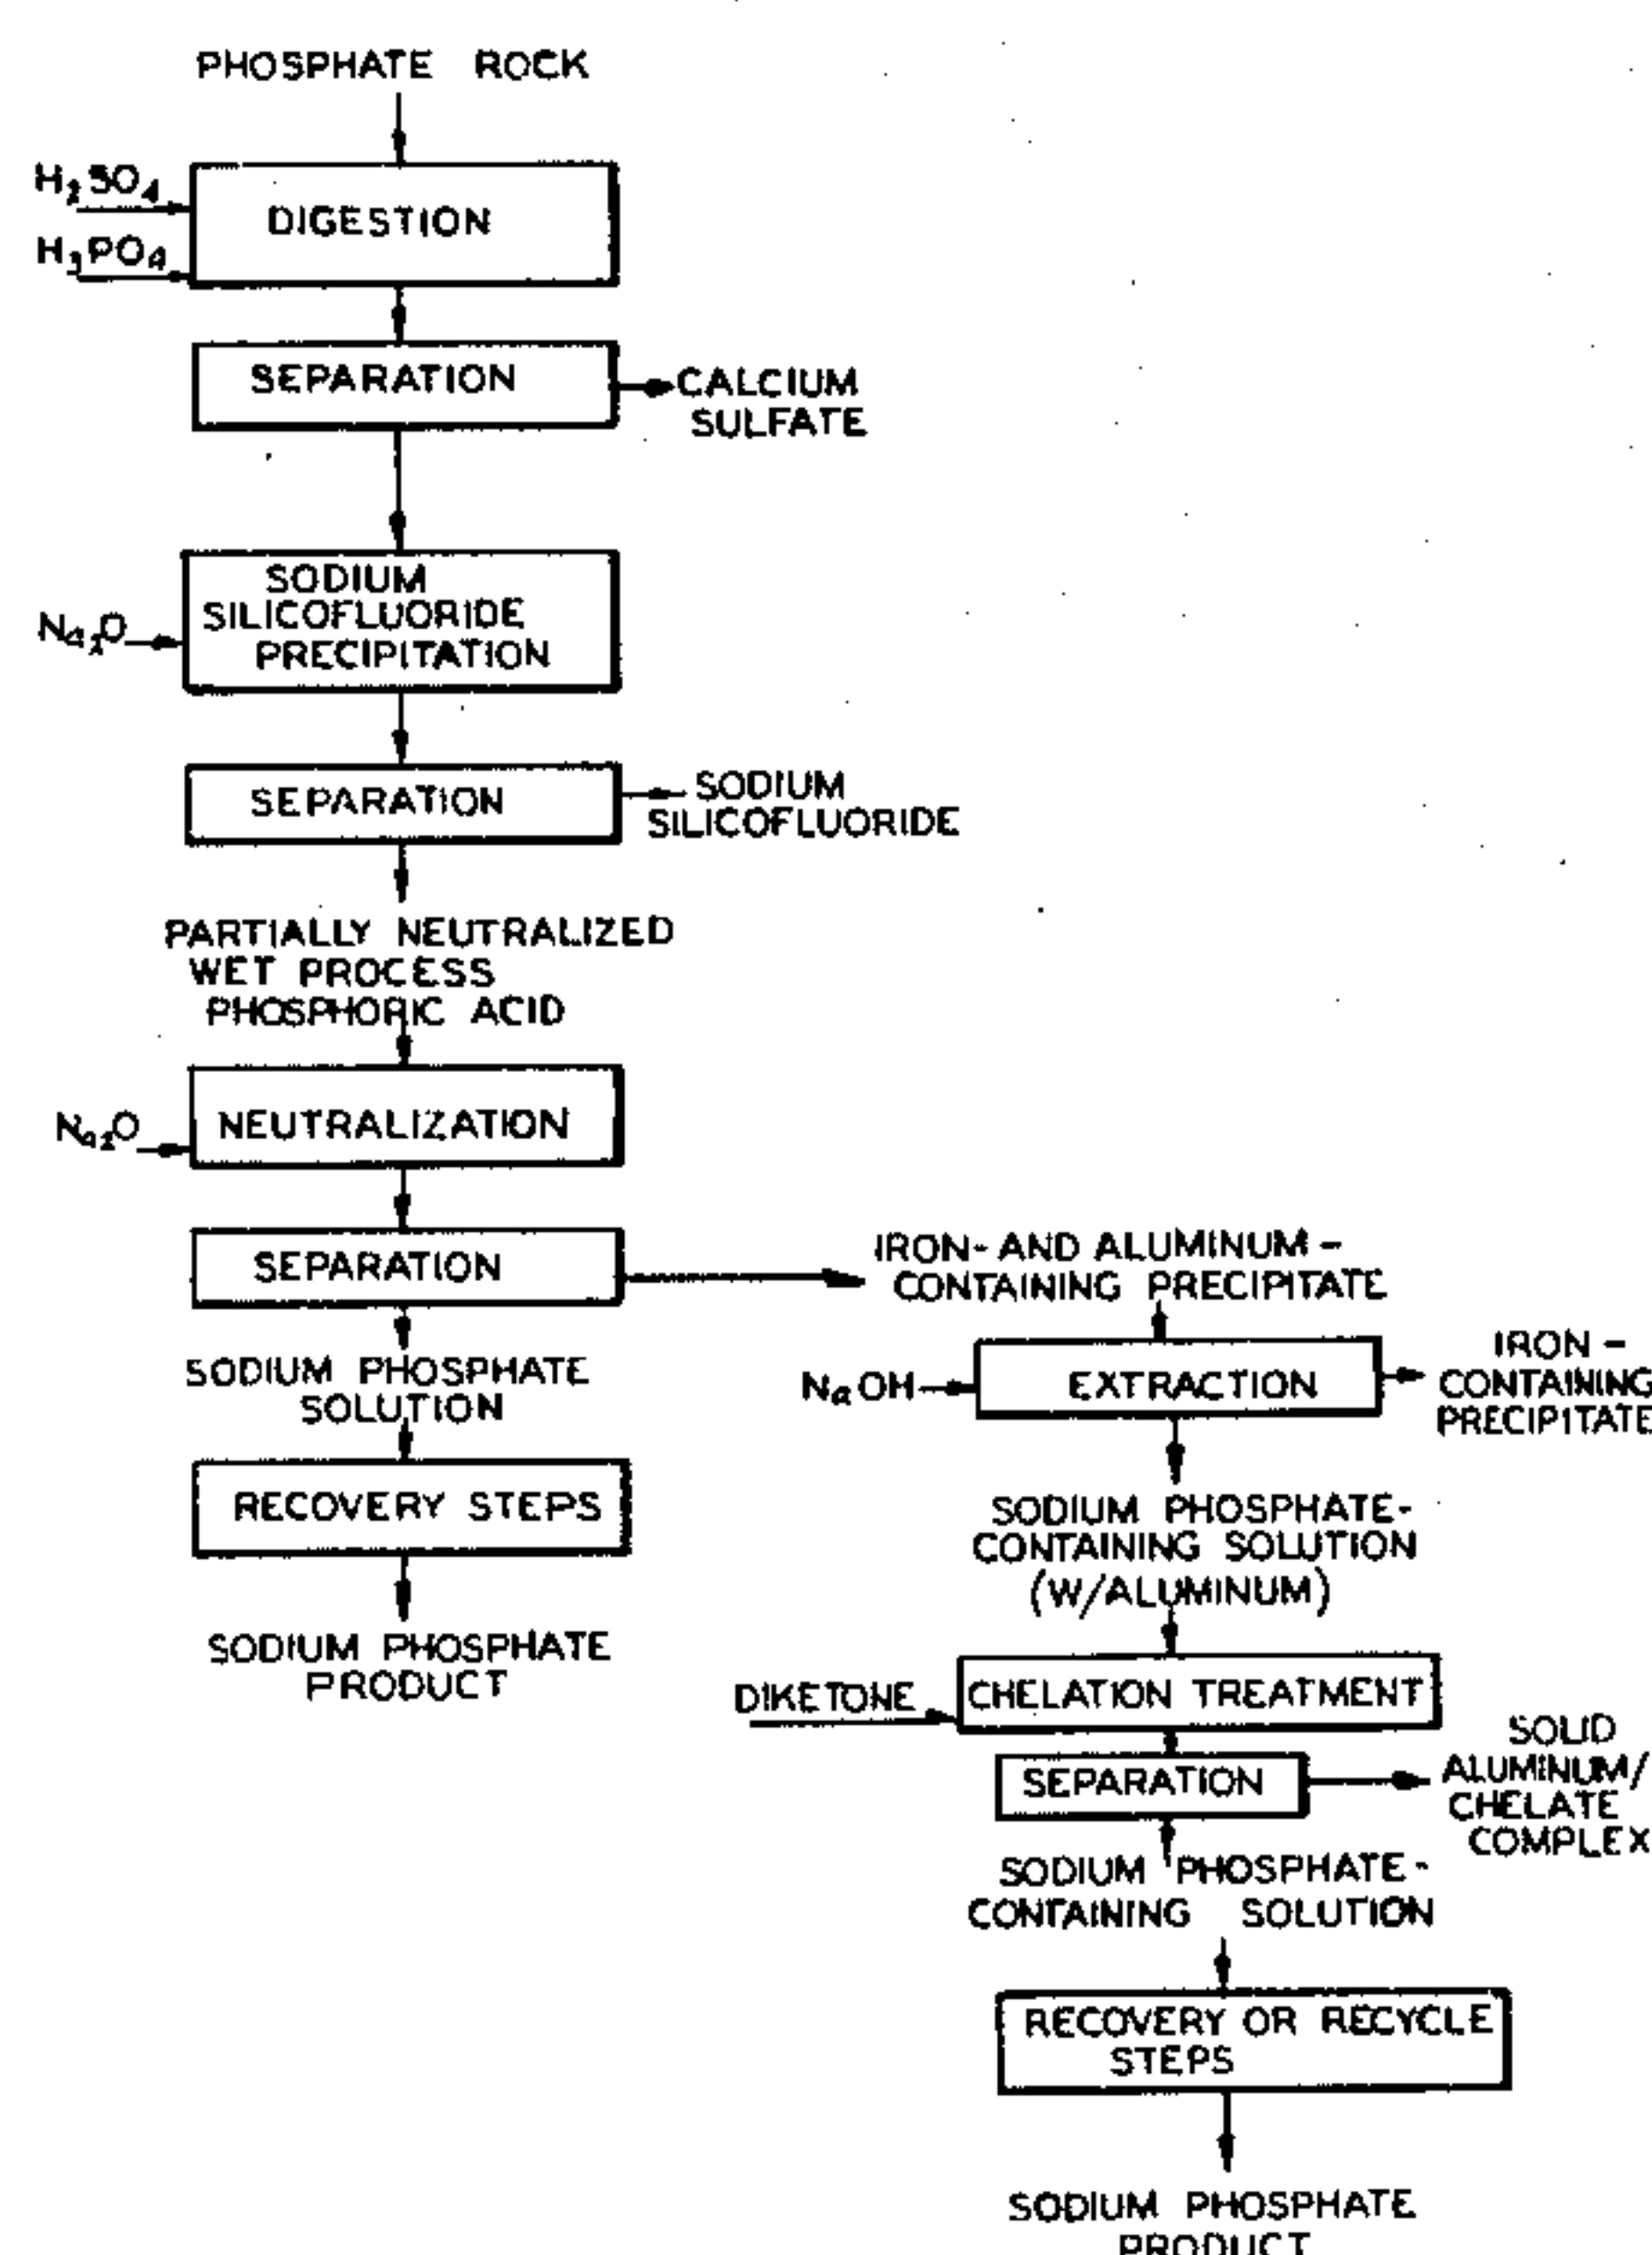 PHOSPHATE ROCK
H₂SO₄
H₃PO₄
DIGESTION
SEPARATION
CALCIUM
SULFATE
Na₂O
SODIUM
SILICOFLUORIDE
PRECIPITATION
SEPARATION
SODIUM
SILICOFLUORIDE
PARTIALLY NEUTRALIZED
WET PROCESS
PHOSPHORIC ACID
Na₂O
NEUTRALIZATION
SEPARATION
IRON- AND ALUMINUM-
CONTAINING PRECIPITATE
SODIUM PHOSPHATE
SOLUTION
RECOVERY STEPS
SODIUM PHOSPHATE
PRODUCT
NaOH
EXTRACTION
IRON-
CONTAINING
PRECIPITATE
SODIUM PHOSPHATE-
CONTAINING SOLUTION
(W/ALUMINUM)
DIKETONE
CHELATION TREATMENT
SEPARATION
SOLID
ALUMINUM/
CHELATE
COMPLEX
SODIUM PHOSPHATE-
CONTAINING SOLUTION
RECOVERY OR RECYCLE
STEPS
SODIUM PHOSPHATE
PRODUCT